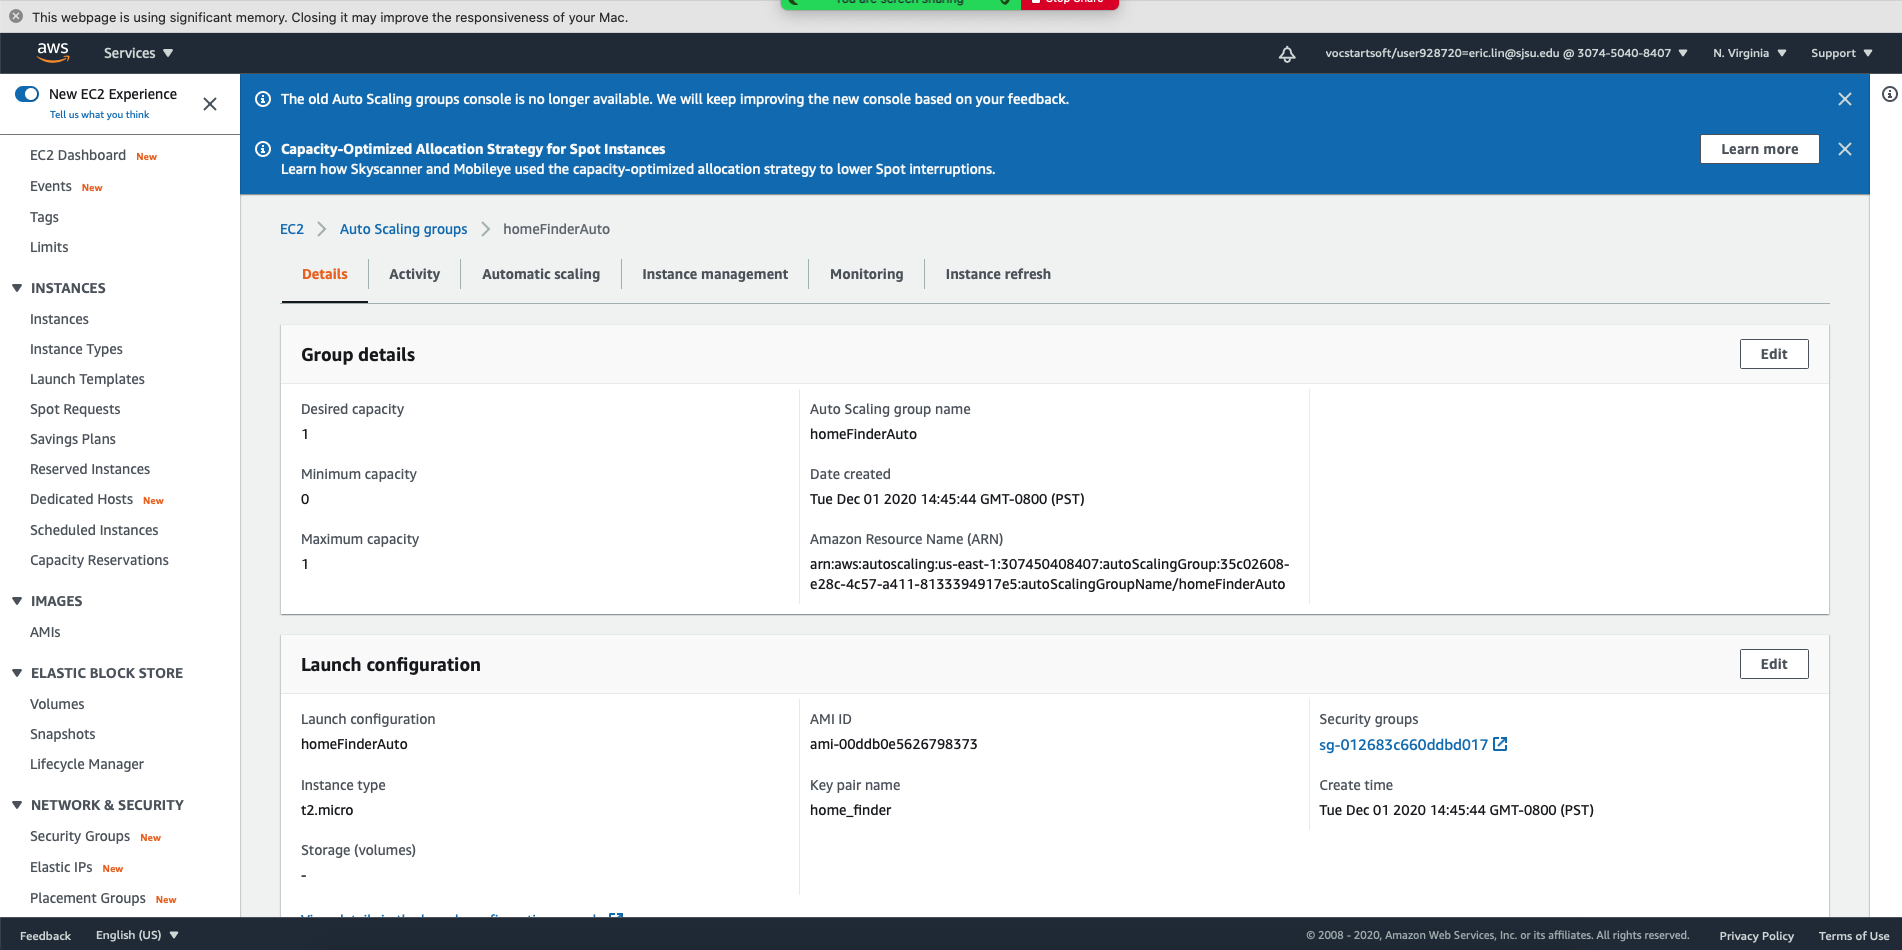 You are screen sharing Stop Share
This webpage is using significant memory. Closing it may improve the responsiveness of your Mac.
aws Services vocstartsoft/user928720=eric.lin@sjsu.edu @ 3074-5040-8407 N. Virginia Support
New EC2 Experience
Tell us what you think
EC2 Dashboard New
Events New
Tags
Limits
INSTANCES
Instances
Instance Types
Launch Templates
Spot Requests
Savings Plans
Reserved Instances
Dedicated Hosts New
Scheduled Instances
Capacity Reservations
IMAGES
AMIs
ELASTIC BLOCK STORE
Volumes
Snapshots
Lifecycle Manager
NETWORK & SECURITY
Security Groups New
Elastic IPs New
Placement Groups New
The old Auto Scaling groups console is no longer available. We will keep improving the new console based on your feedback.
Capacity-Optimized Allocation Strategy for Spot Instances
Learn how Skyscanner and Mobileye used the capacity-optimized allocation strategy to lower Spot interruptions.
Learn more
EC2 Auto Scaling groups homeFinderAuto
Details Activity Automatic scaling Instance management Monitoring Instance refresh
Group details Edit
Desired capacity
1
Minimum capacity
0
Maximum capacity
1
Auto Scaling group name
homeFinderAuto
Date created
Tue Dec 01 2020 14:45:44 GMT-0800 (PST)
Amazon Resource Name (ARN)
arn:aws:autoscaling:us-east-1:307450408407:autoScalingGroup:35c02608-
e28c-4c57-a411-8133394917e5:autoScalingGroupName/homeFinderAuto
Launch configuration Edit
Launch configuration
homeFinderAuto
Instance type
t2.micro
Storage (volumes)
-
AMI ID
ami-00ddb0e5626798373
Key pair name
home_finder
Security groups
sg-012683c660ddbd017
Create time
Tue Dec 01 2020 14:45:44 GMT-0800 (PST)
Feedback English (US) © 2008 - 2020, Amazon Web Services, Inc. or its affiliates. All rights reserved. Privacy Policy Terms of Use